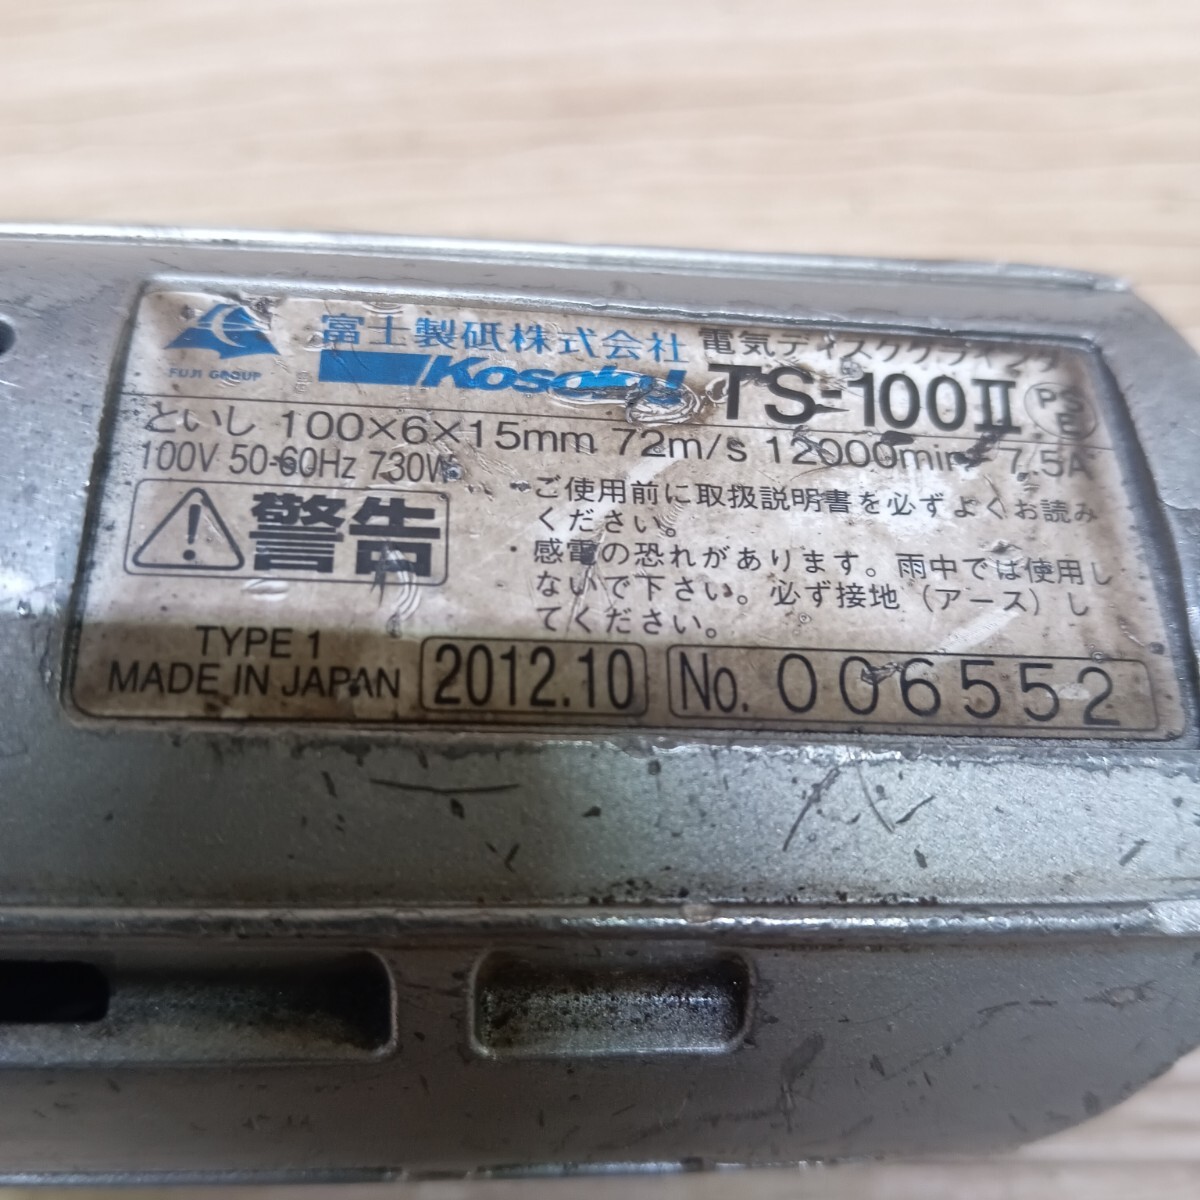 FUJI GROUP
富士製砥株式会社 電気ディスクグラインダ
Kosoku TS-100II PSE
といし 100×6×15mm 72m/s 12000min⁻¹ 7.5A
100V 50-60Hz 730W
警告
・ご使用前に取扱説明書を必ずよくお読み
ください。
・感電の恐れがあります。雨中では使用し
ないで下さい。必ず接地（アース）し
てください。
TYPE 1
MADE IN JAPAN 2012.10 No. 006552